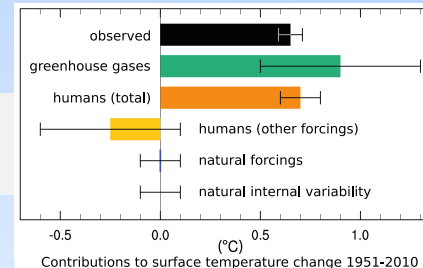 observed
greenhouse gases
humans (total)
humans (other forcings)
natural forcings
natural internal variability
-0.5 0.0 0.5 1.0
(°C)
Contributions to surface temperature change 1951-2010